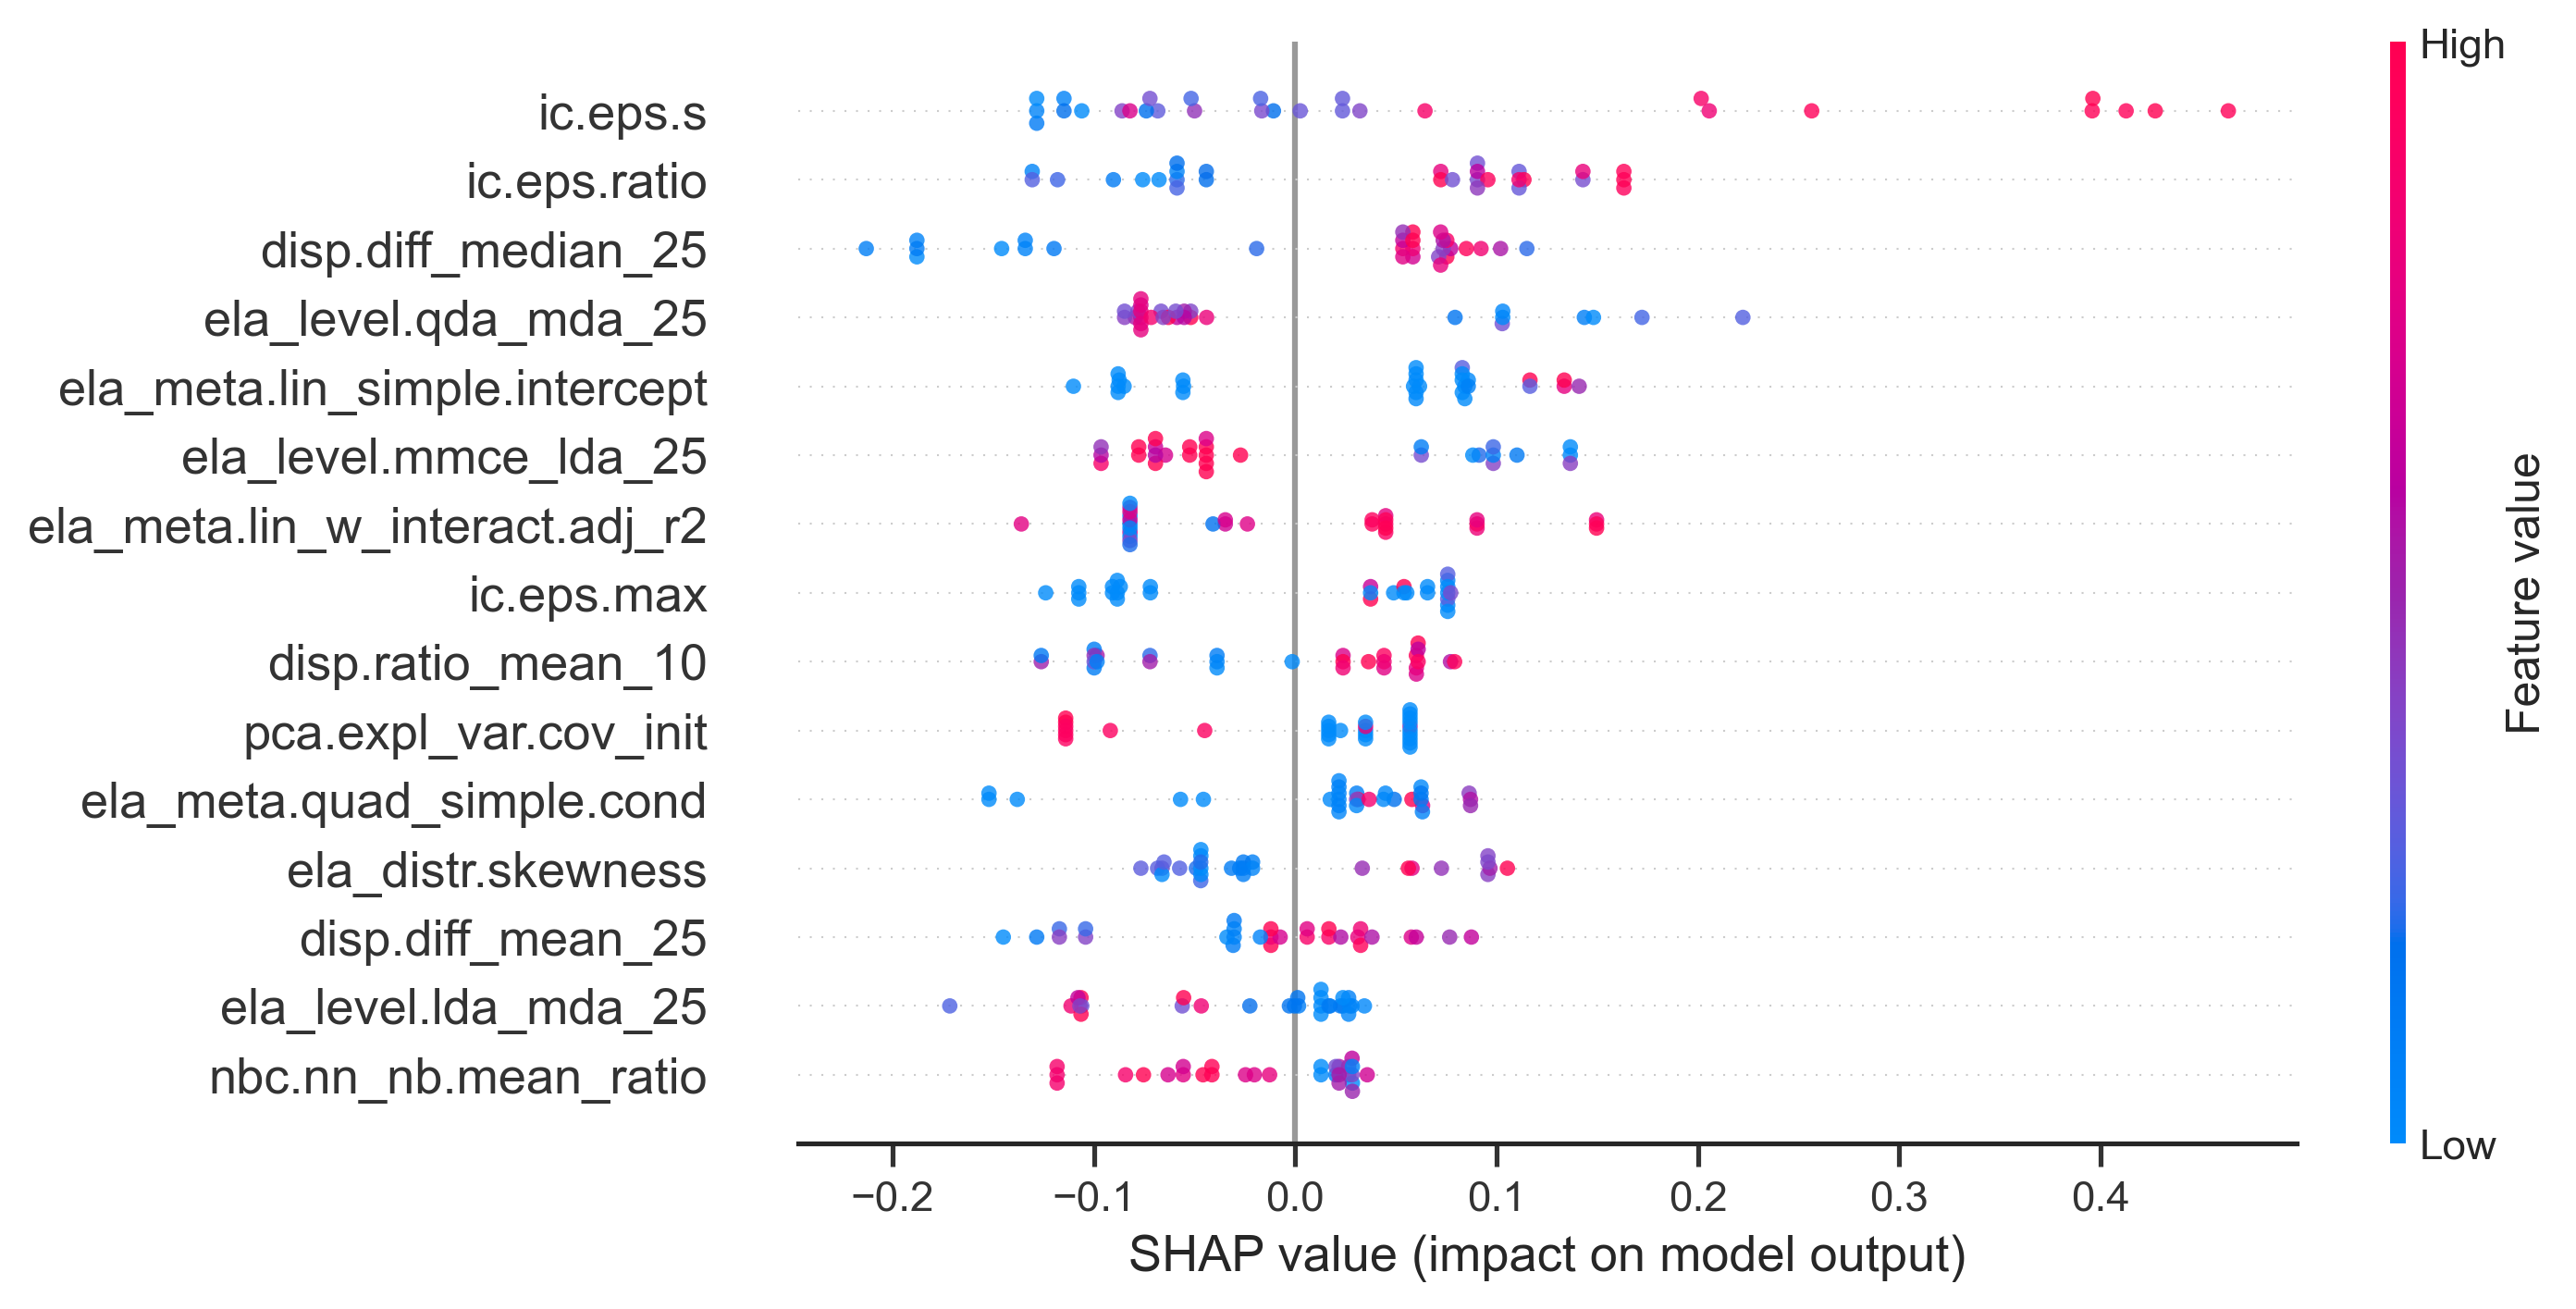 High
ic.eps.s
ic.eps.ratio
disp.diff_median_25
ela_level.qda_mda_25
ela_meta.lin_simple.intercept
ela_level.mmce_lda_25
ela_meta.lin_w_interact.adj_r2
ic.eps.max
disp.ratio_mean_10
pca.expl_var.cov_init
ela_meta.quad_simple.cond
ela_distr.skewness
disp.diff_mean_25
ela_level.lda_mda_25
nbc.nn_nb.mean_ratio
Feature value
Low
−0.2 −0.1 0.0 0.1 0.2 0.3 0.4
SHAP value (impact on model output)